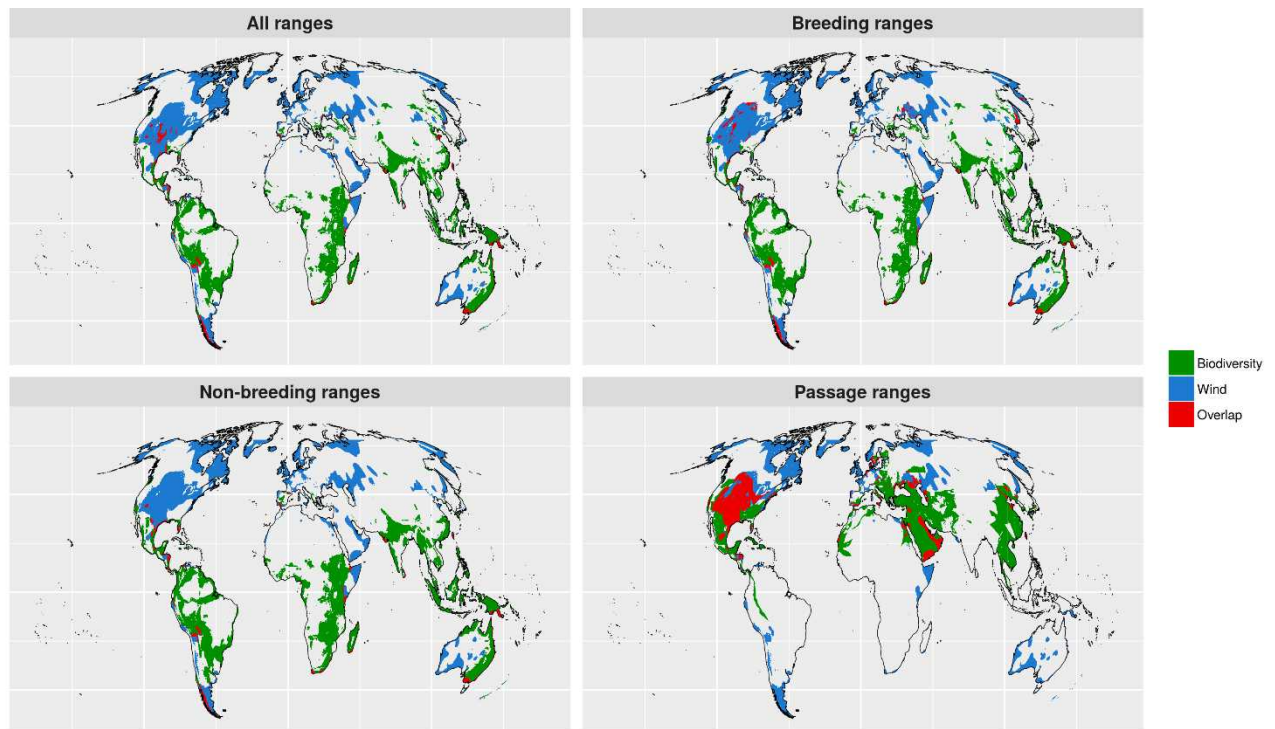 All ranges
Breeding ranges
Non-breeding ranges
Passage ranges
Biodiversity
Wind
Overlap